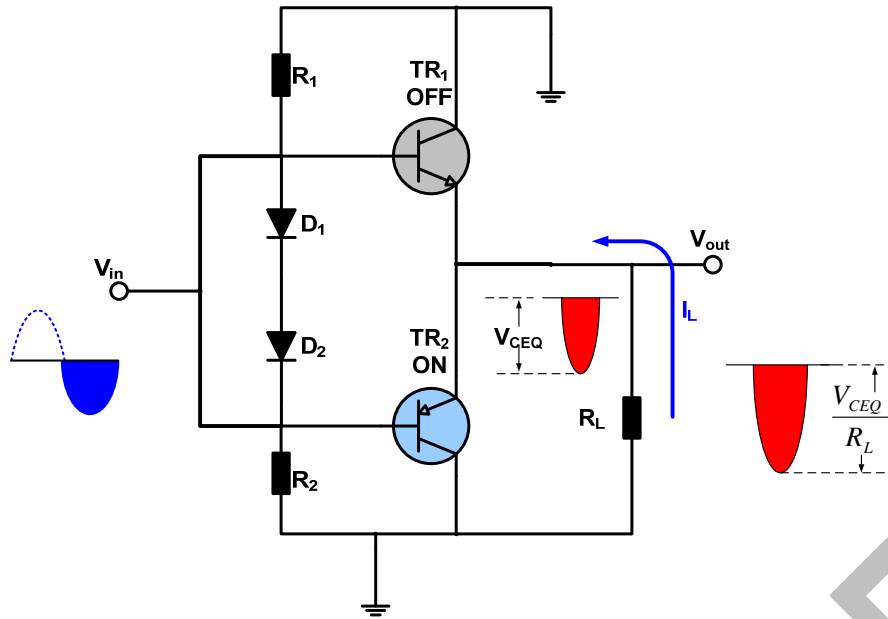 R1
TR1
OFF
D1
Vin
Vout
D2
TR2
ON
VCEQ
IL
RL
R2
VCEQ
RL